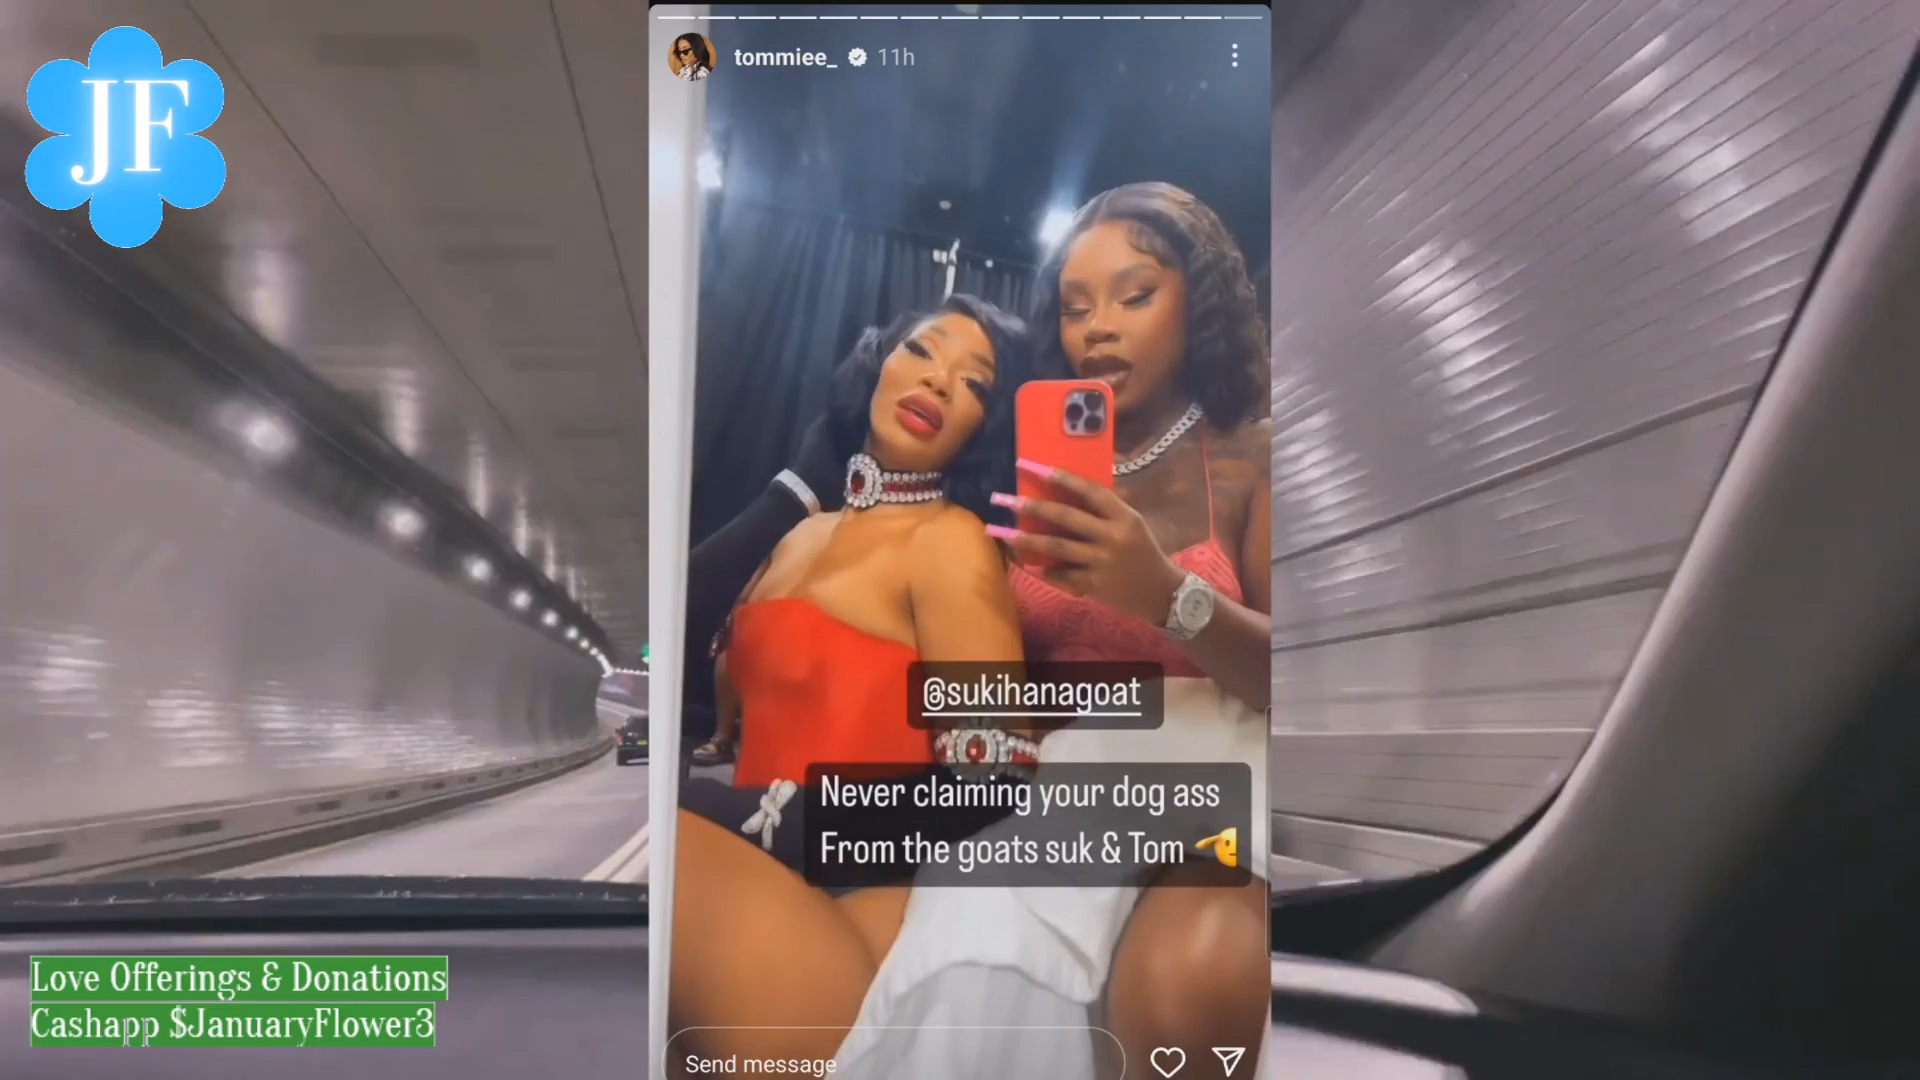 JF
tommiee_ 11h
@sukihanagoat
Never claiming your dog ass
From the goats suk & Tom
Send message
Love Offerings & Donations
Cashapp $JanuaryFlower3